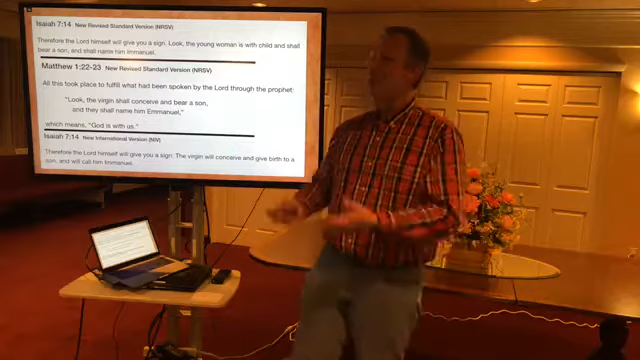 Isaiah 7:14 New Revised Standard Version (NRSV)
Therefore the Lord himself will give you a sign. Look, the young woman is with child and shall
bear a son, and shall name him Immanuel.
Matthew 1:22-23 New Revised Standard Version (NRSV)
All this took place to fulfill what had been spoken by the Lord through the prophet:
"Look, the virgin shall conceive and bear a son,
and they shall name him Emmanuel,"
which means, "God is with us."
Isaiah 7:14 New International Version (NIV)
Therefore the Lord himself will give you a sign: The virgin will conceive and give birth to a
son, and will call him Immanuel.